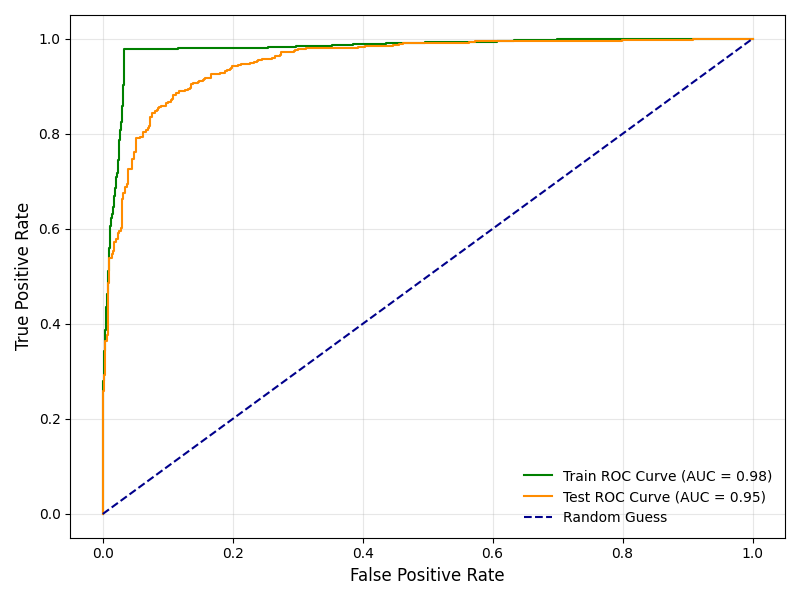 1.0
0.8
0.6
0.4
0.2
0.0
True Positive Rate
Train ROC Curve (AUC = 0.98)
Test ROC Curve (AUC = 0.95)
Random Guess
0.0 0.2 0.4 0.6 0.8 1.0
False Positive Rate